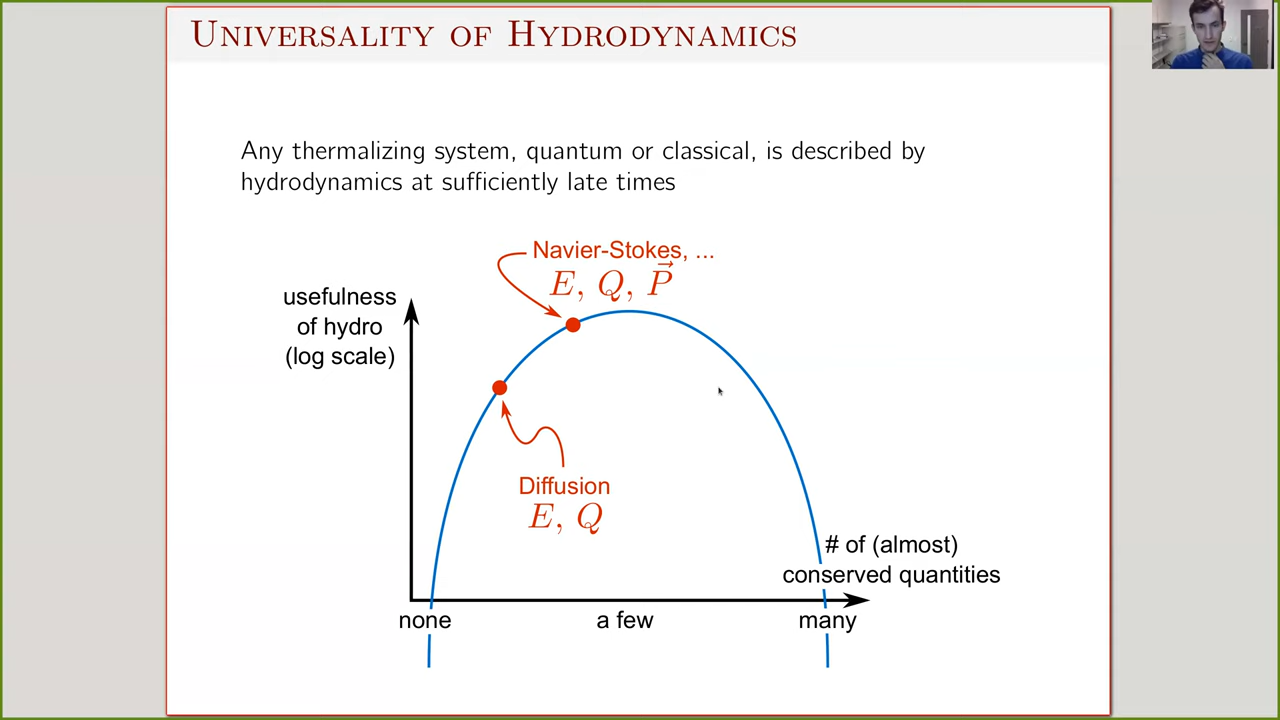 UNIVERSALITY OF HYDRODYNAMICS
Any thermalizing system, quantum or classical, is described by
hydrodynamics at sufficiently late times
Navier-Stokes, ...
E, Q, P⃗
usefulness
of hydro
(log scale)
Diffusion
E, Q
# of (almost)
conserved quantities
none
a few
many